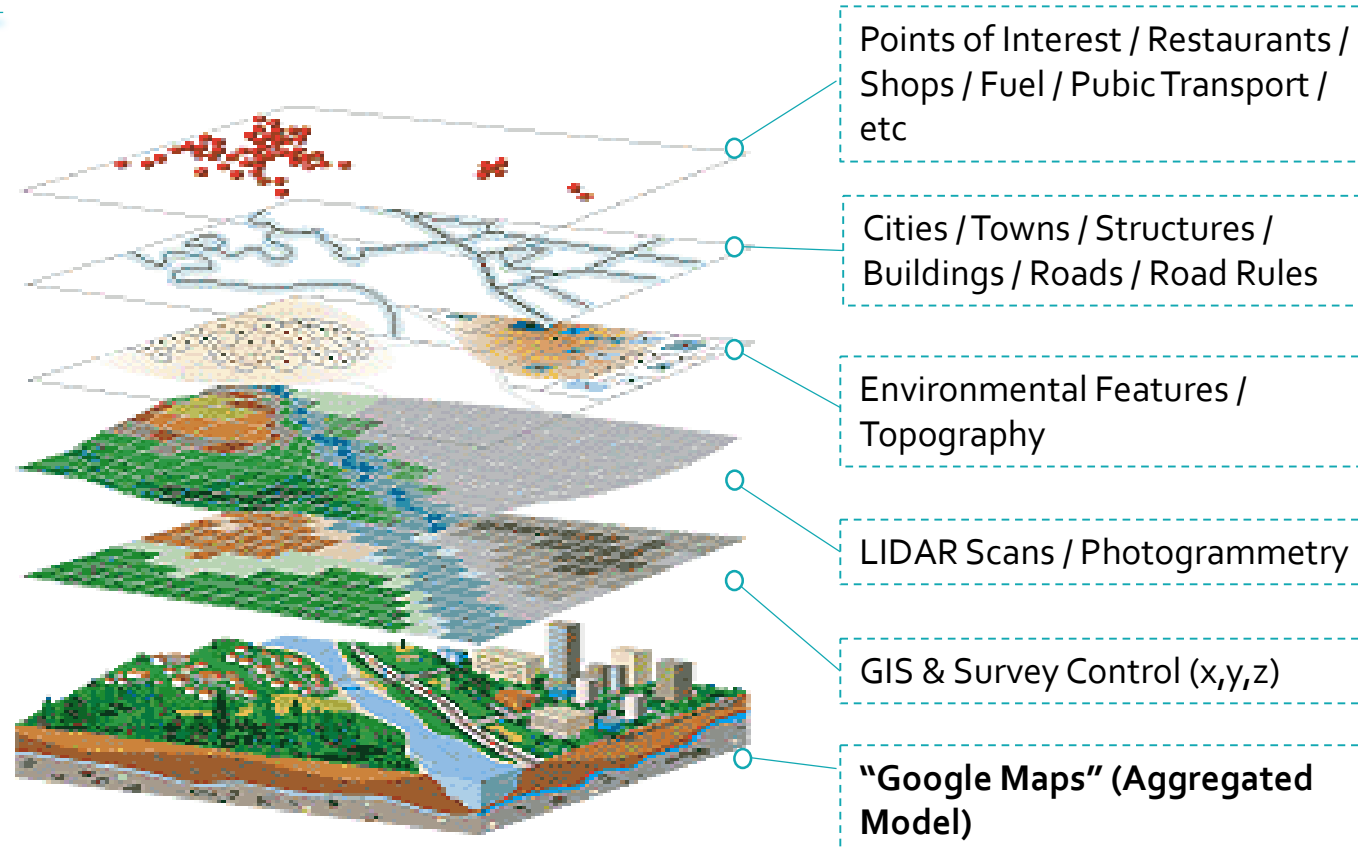 Points of Interest / Restaurants /
Shops / Fuel / Pubic Transport /
etc
Cities / Towns / Structures /
Buildings / Roads / Road Rules
Environmental Features /
Topography
LIDAR Scans / Photogrammetry
GIS & Survey Control (x,y,z)
“Google Maps” (Aggregated
Model)